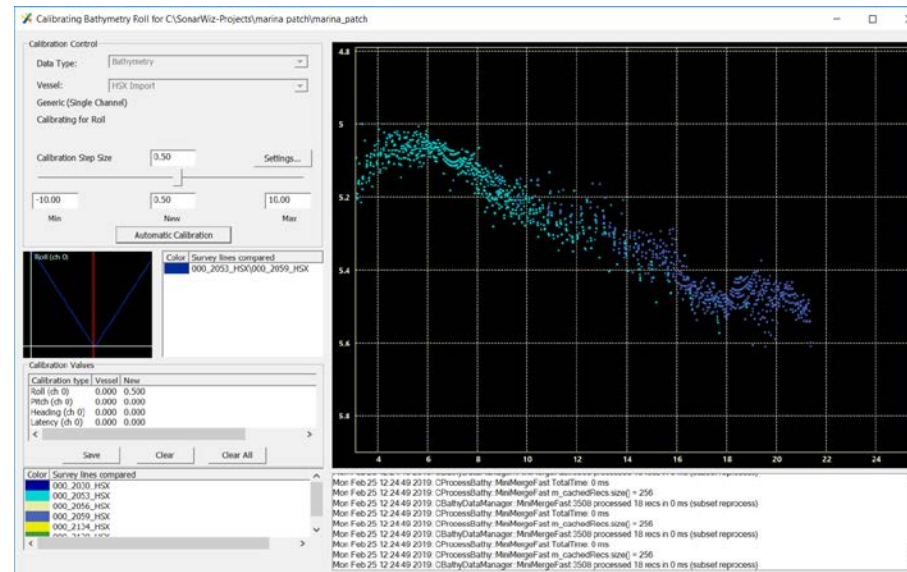 Calibrating Bathymetry Roll for C:\SonarWiz-Projects\marina patch\marina_patch
Calibration Control
Data Type: Bathymetry
Vessel: HSX Import
Generic (Single Channel)
Calibrating for Roll
Calibration Step Size 0.50 Settings...
-10.00 0.50 10.00
Min New Max
Automatic Calibration
Roll (ch 0)
Color Survey lines compared
000_2053_HSX\000_2059_HSX
Calibration Values
Calibration type Vessel New
Roll (ch 0) 0.000 0.500
Pitch (ch 0) 0.000 0.000
Heading (ch 0) 0.000 0.000
Latency (ch 0) 0.000 0.000
Save Clear Clear All
Color Survey lines compared
000_2030_HSX
000_2053_HSX
000_2056_HSX
000_2059_HSX
000_2134_HSX
4.8
5
5.2
5.4
5.6
5.8
4 6 8 10 12 14 16 18 20 22 24
Mon Feb 25 12:24:49 2019: CProcessBathy::MiniMergeFast TotalTime: 0 ms
Mon Feb 25 12:24:49 2019: CProcessBathy::MiniMergeFast m_cachedRecs.size() = 256
Mon Feb 25 12:24:49 2019: CBathyDataManager::MiniMergeFast:3508 processed 18 recs in 0 ms (subset reprocess)
Mon Feb 25 12:24:49 2019: CProcessBathy::MiniMergeFast TotalTime: 0 ms
Mon Feb 25 12:24:49 2019: CProcessBathy::MiniMergeFast m_cachedRecs.size() = 256
Mon Feb 25 12:24:49 2019: CBathyDataManager::MiniMergeFast:3508 processed 18 recs in 0 ms (subset reprocess)
Mon Feb 25 12:24:49 2019: CProcessBathy::MiniMergeFast TotalTime: 0 ms
Mon Feb 25 12:24:49 2019: CProcessBathy::MiniMergeFast m_cachedRecs.size() = 256
Mon Feb 25 12:24:49 2019: CBathyDataManager::MiniMergeFast:3508 processed 18 recs in 0 ms (subset reprocess)